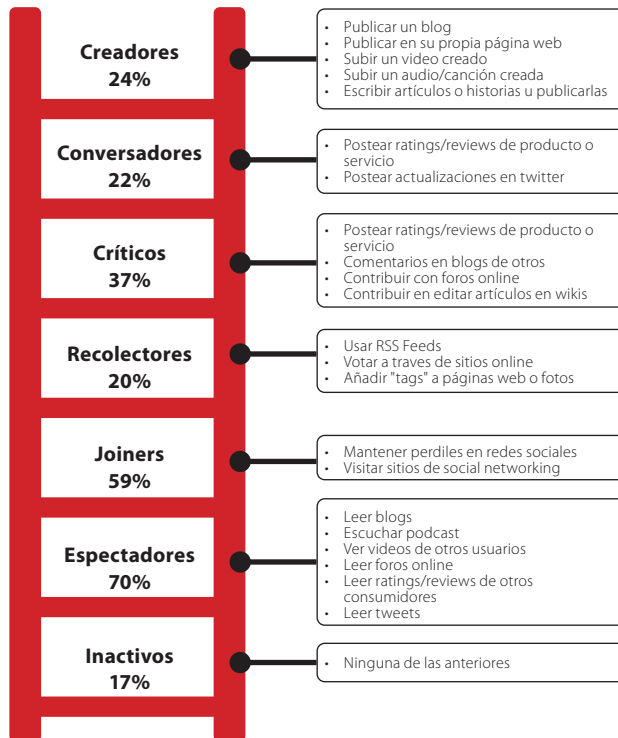 Creadores
24%
• Publicar un blog
• Publicar en su propia página web
• Subir un video creado
• Subir un audio/canción creada
• Escribir artículos o historias u publicarlas
Conversadores
22%
• Postear ratings/reviews de producto o
servicio
• Postear actualizaciones en twitter
Críticos
37%
• Postear ratings/reviews de producto o
servicio
• Comentarios en blogs de otros
• Contribuir con foros online
• Contribuir en editar artículos en wikis
Recolectores
20%
• Usar RSS Feeds
• Votar a traves de sitios online
• Añadir "tags" a páginas web o fotos
Joiners
59%
• Mantener perdiles en redes sociales
• Visitar sitios de social networking
Espectadores
70%
• Leer blogs
• Escuchar podcast
• Ver videos de otros usuarios
• Leer foros online
• Leer ratings/reviews de otros
consumidores
• Leer tweets
Inactivos
17%
• Ninguna de las anteriores